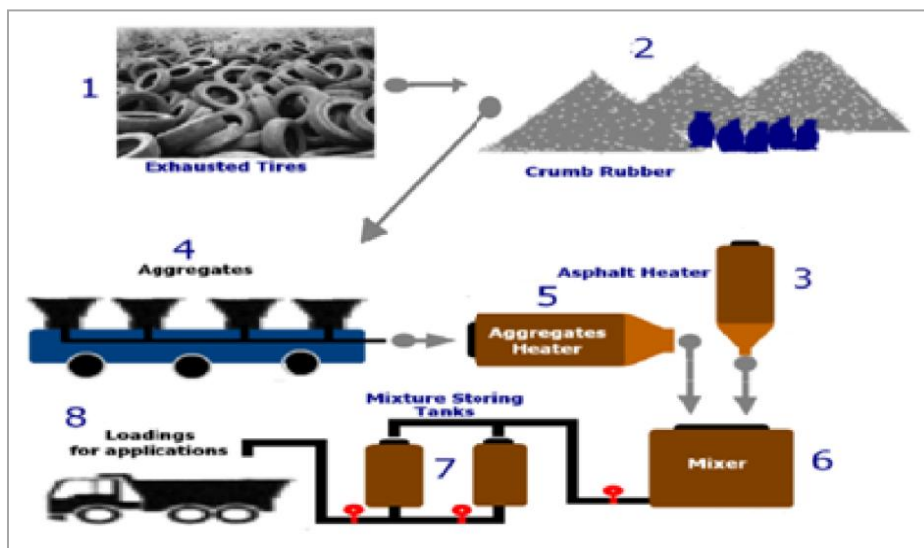 1
2
Exhausted Tires
Crumb Rubber
4
Aggregates
Asphalt Heater
3
5
Aggregates
Heater
Mixture Storing
Tanks
8
Loadings
for applications
7
Mixer
6